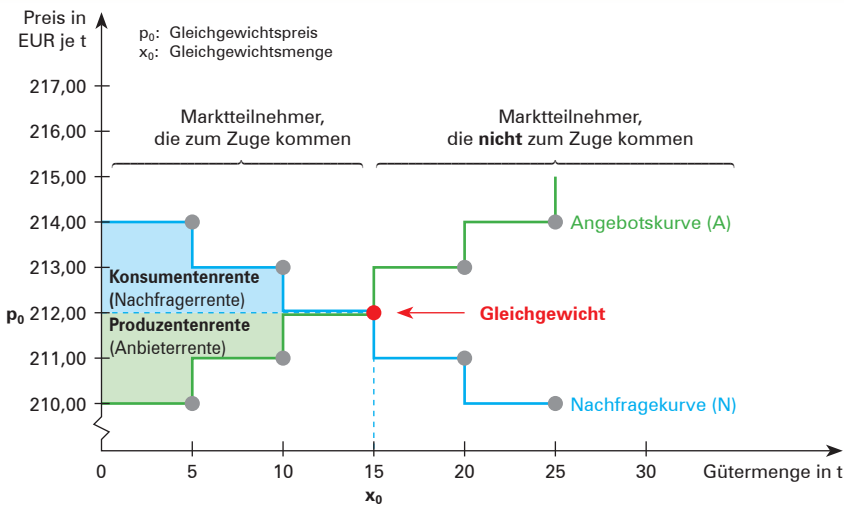 Preis in
EUR je t
p₀: Gleichgewichtspreis
x₀: Gleichgewichtsmenge
217,00
216,00
215,00
214,00
213,00
p₀ 212,00
211,00
210,00
Marktteilnehmer,
die zum Zuge kommen
Marktteilnehmer,
die nicht zum Zuge kommen
Angebotskurve (A)
Konsumentenrente
(Nachfragerrente)
Produzentenrente
(Anbieterrente)
Gleichgewicht
Nachfragekurve (N)
0 5 10 15 20 25 30 Gütermenge in t
x₀